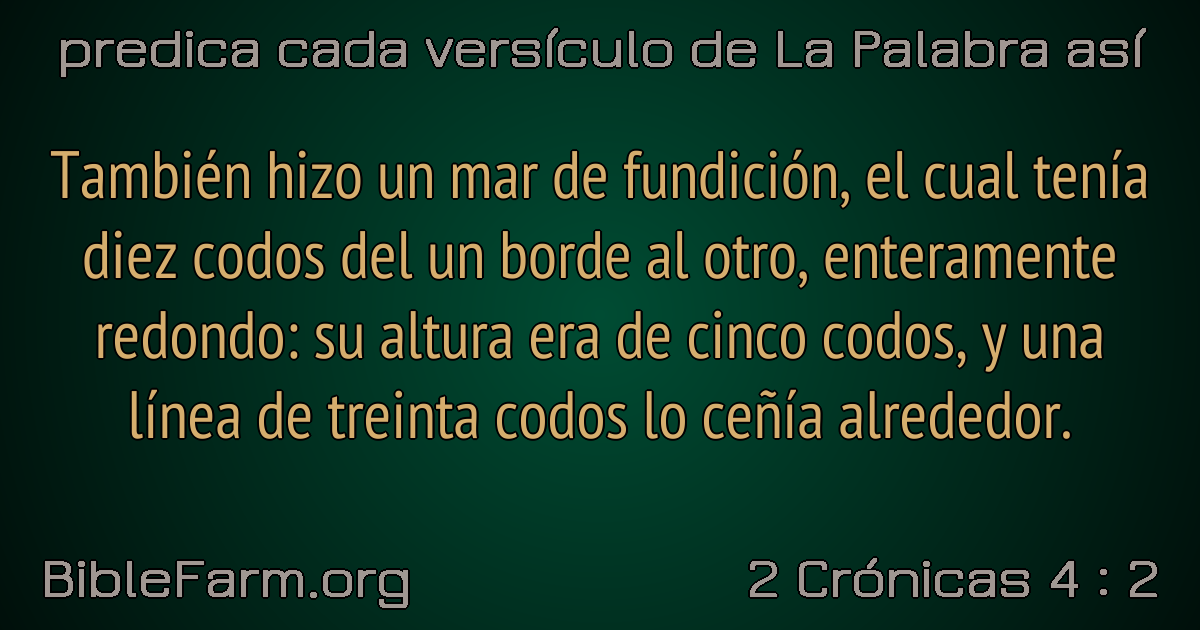 predica cada versículo de La Palabra así
También hizo un mar de fundición, el cual tenía
diez codos del un borde al otro, enteramente
redondo: su altura era de cinco codos, y una
línea de treinta codos lo ceñía alrededor.
BibleFarm.org
2 Crónicas 4 : 2